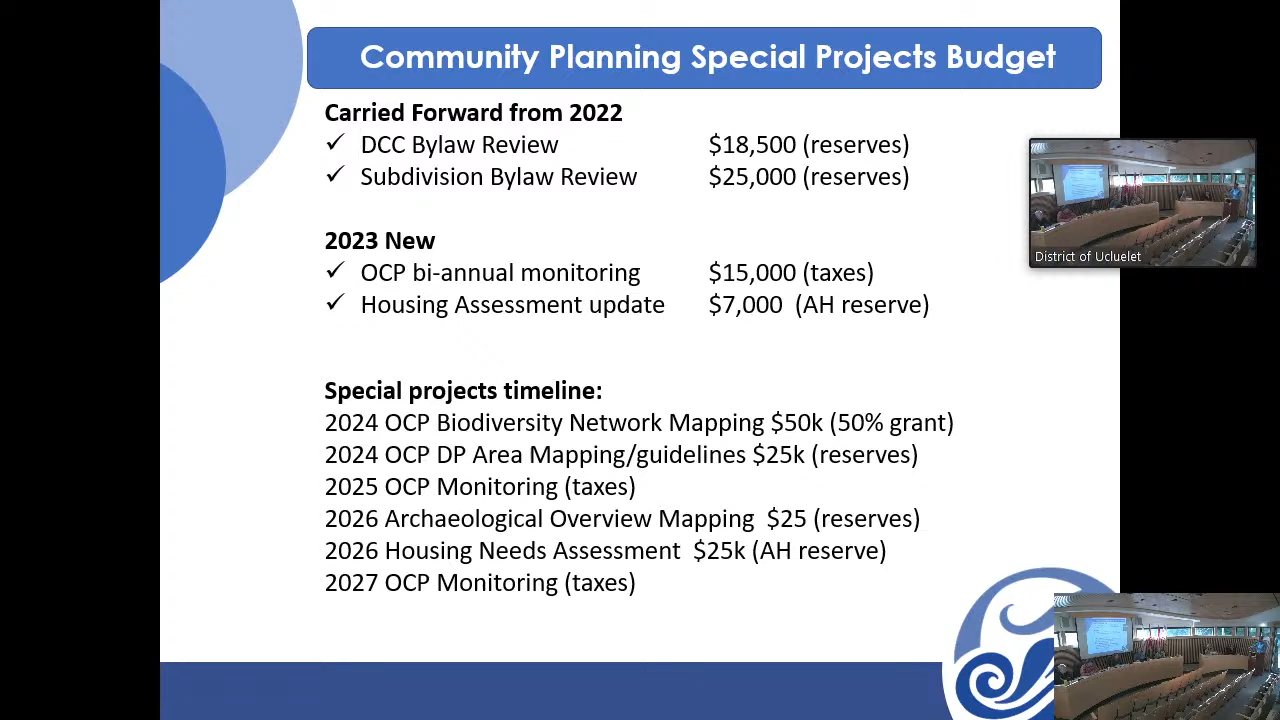 Community Planning Special Projects Budget
Carried Forward from 2022
✓ DCC Bylaw Review $18,500 (reserves)
✓ Subdivision Bylaw Review $25,000 (reserves)
District of Ucluelet
2023 New
✓ OCP bi-annual monitoring $15,000 (taxes)
✓ Housing Assessment update $7,000 (AH reserve)
Special projects timeline:
2024 OCP Biodiversity Network Mapping $50k (50% grant)
2024 OCP DP Area Mapping/guidelines $25k (reserves)
2025 OCP Monitoring (taxes)
2026 Archaeological Overview Mapping $25 (reserves)
2026 Housing Needs Assessment $25k (AH reserve)
2027 OCP Monitoring (taxes)